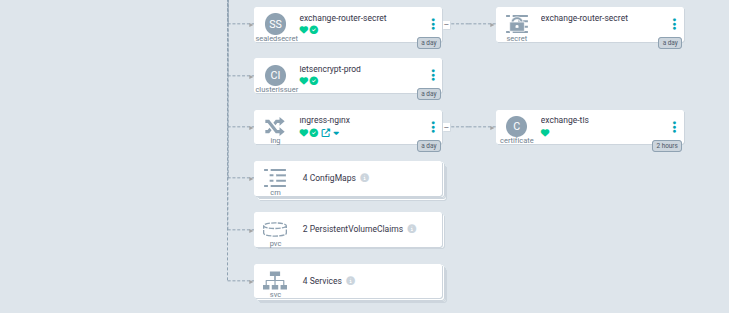 SS
exchange-router-secret
sealedsecret
a day
exchange-router-secret
secret
a day
CI
letsencrypt-prod
clusterissuer
a day
ingress-nginx
ing
a day
C
exchange-tls
certificate
2 hours
4 ConfigMaps
cm
2 PersistentVolumeClaims
pvc
4 Services
svc